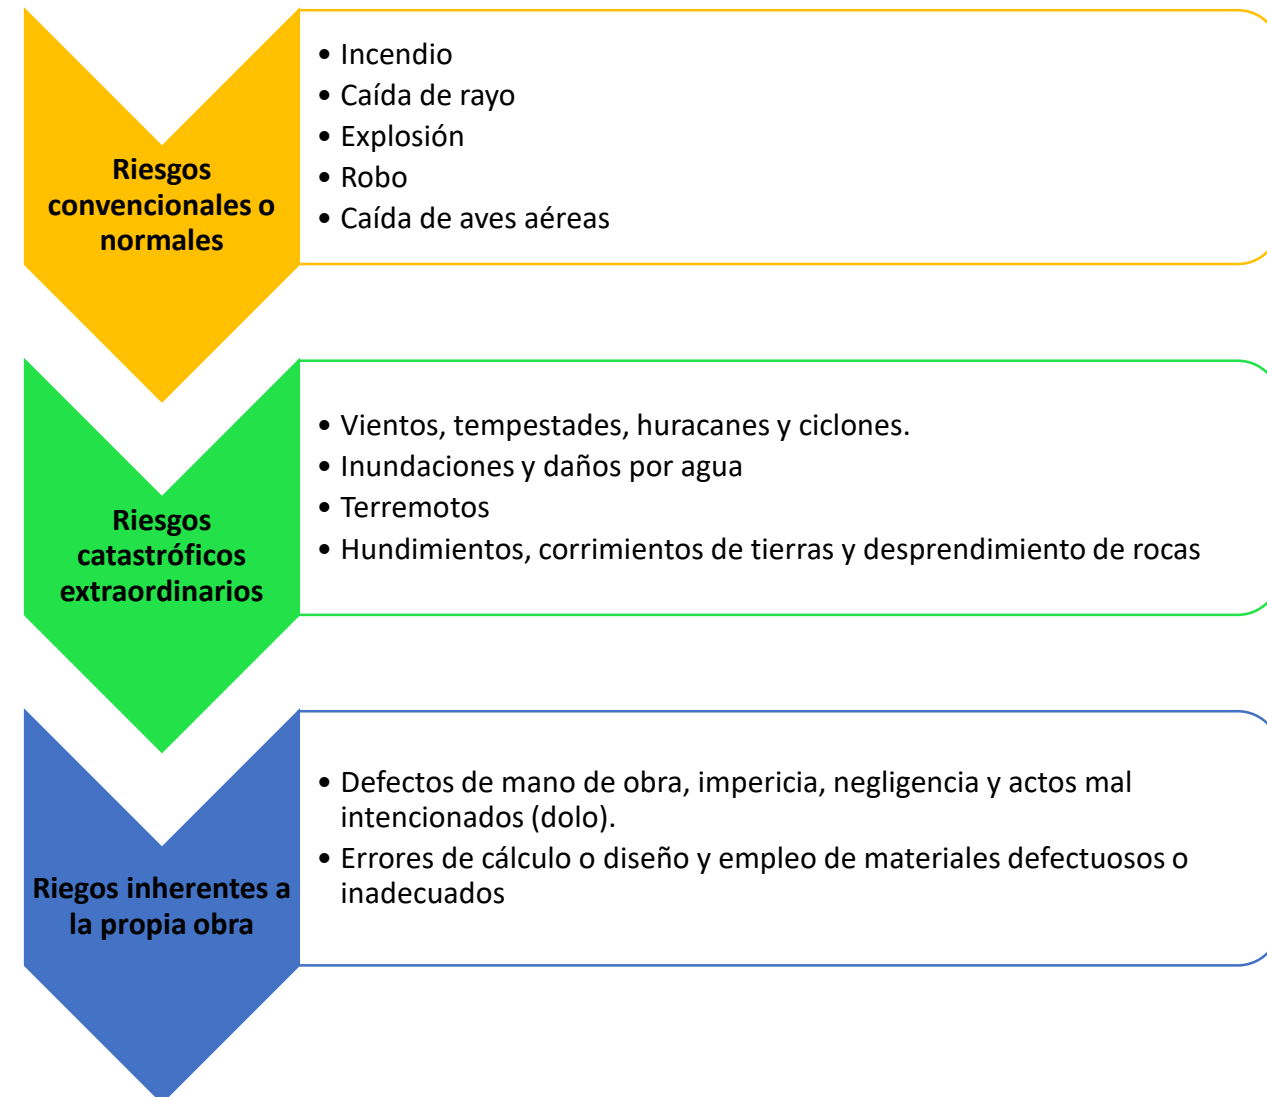 Riesgos
convencionales o
normales
• Incendio
• Caída de rayo
• Explosión
• Robo
• Caída de aves aéreas
Riesgos
catastróficos
extraordinarios
• Vientos, tempestades, huracanes y ciclones.
• Inundaciones y daños por agua
• Terremotos
• Hundimientos, corrimientos de tierras y desprendimiento de rocas
Riegos inherentes a
la propia obra
• Defectos de mano de obra, impericia, negligencia y actos mal
intencionados (dolo).
• Errores de cálculo o diseño y empleo de materiales defectuosos o
inadecuados